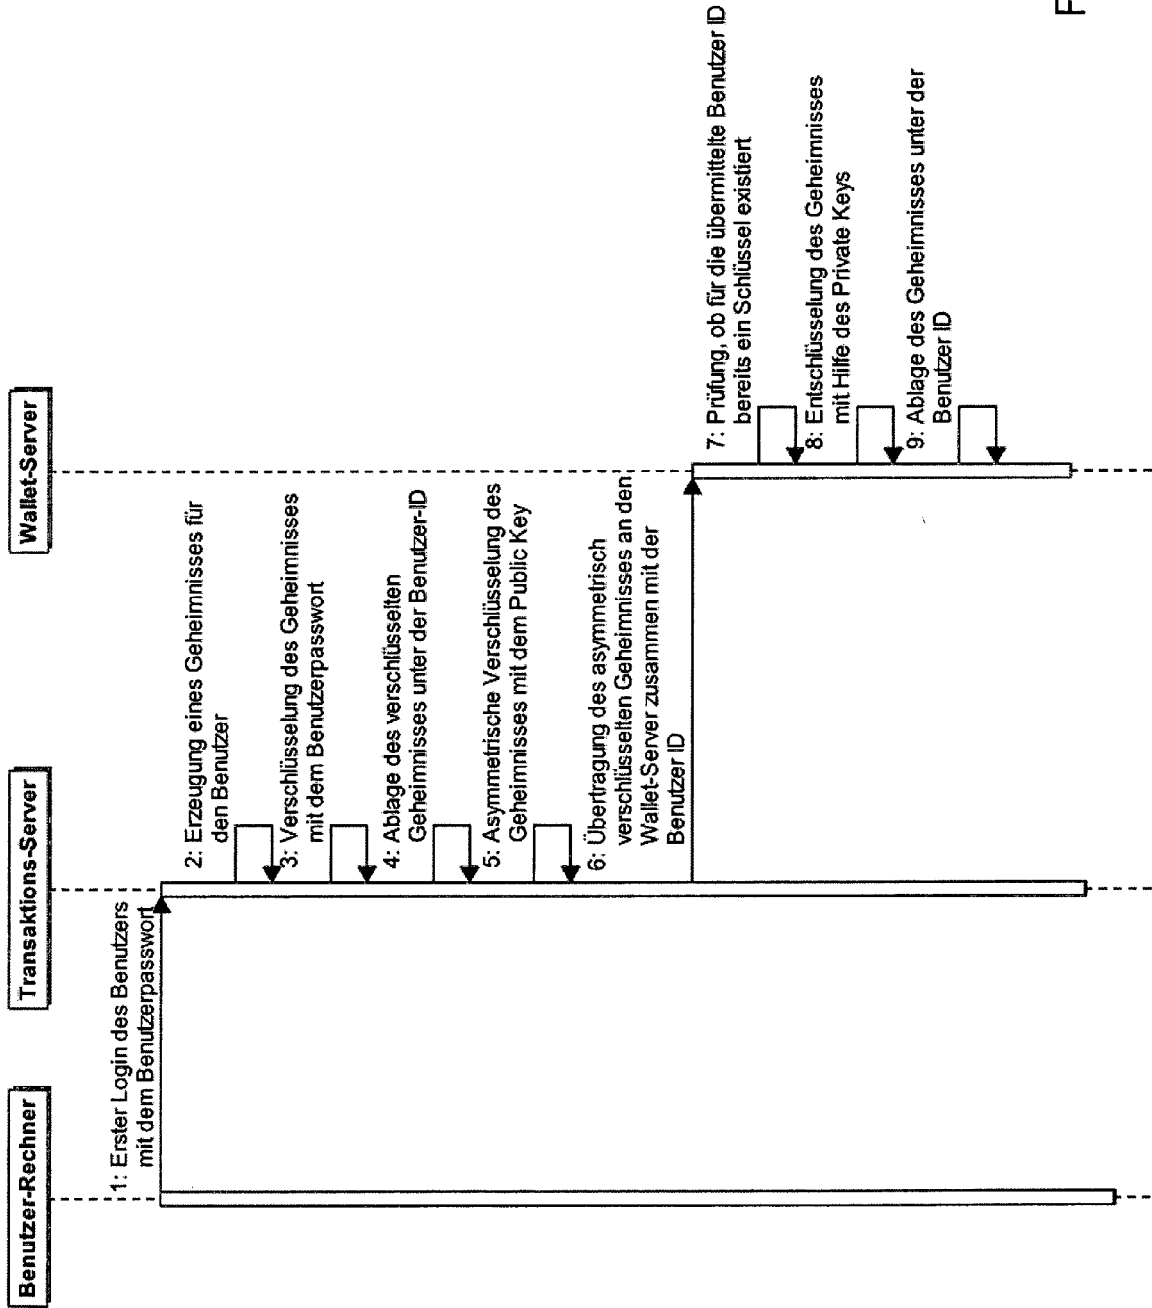 Benutzer-Rechner
Transaktions-Server
Wallet-Server
1: Erster Login des Benutzers
mit dem Benutzerpasswort
2: Erzeugung eines Geheimnisses für
den Benutzer
3: Verschlüsselung des Geheimnisses
mit dem Benutzerpasswort
4: Ablage des verschlüsselten
Geheimnisses unter der Benutzer-ID
5: Asymmetrische Verschlüsselung des
Geheimnisses mit dem Public Key
6: Übertragung des asymmetrisch
verschlüsselten Geheimnisses an den
Wallet-Server zusammen mit der
Benutzer ID
7: Prüfung, ob für die übermittelte Benutzer ID
bereits ein Schlüssel existiert
8: Entschlüsselung des Geheimnisses
mit Hilfe des Private Keys
9: Ablage des Geheimnisses unter der
Benutzer ID
F